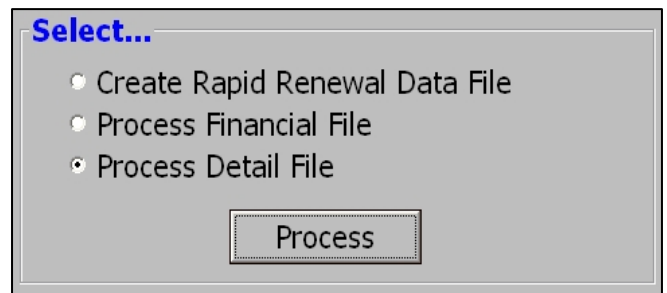 Select...
Create Rapid Renewal Data File
Process Financial File
Process Detail File
Process